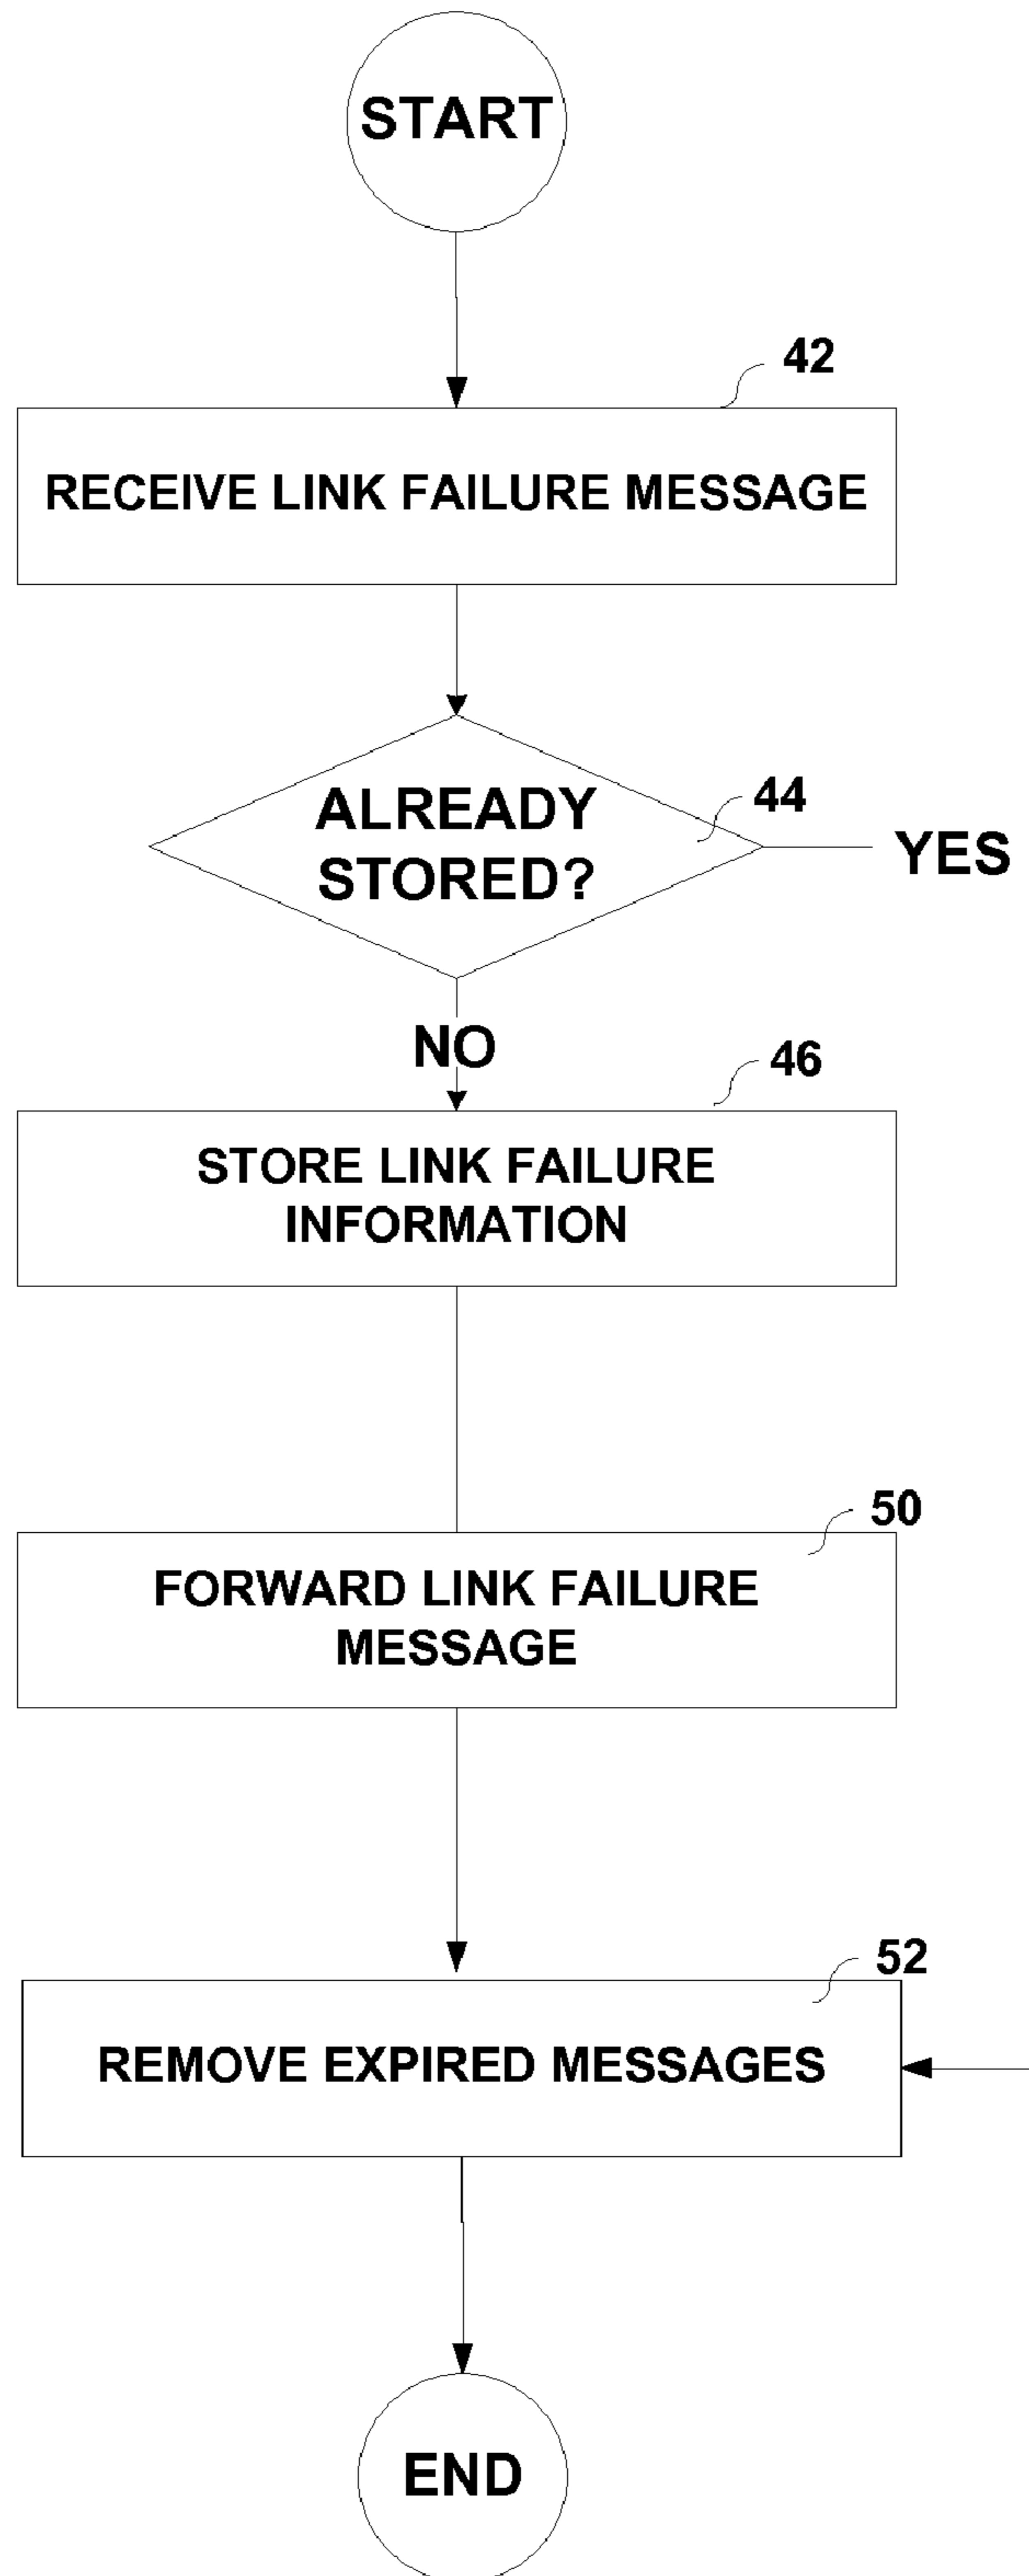 START
42
RECEIVE LINK FAILURE MESSAGE
ALREADY
STORED?
44
YES
NO
46
STORE LINK FAILURE
INFORMATION
50
FORWARD LINK FAILURE
MESSAGE
52
REMOVE EXPIRED MESSAGES
END